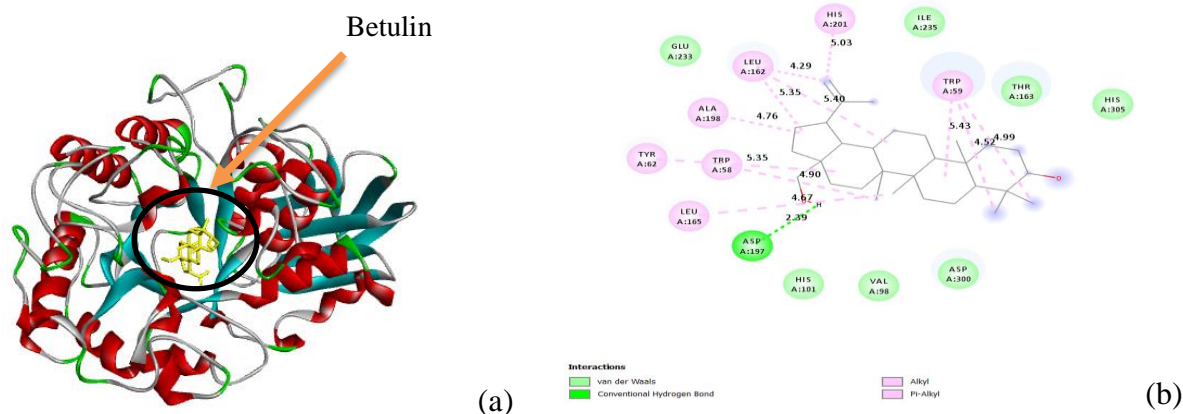 Betulin
(a)
HIS
A:201
ILE
A:235
GLU
A:233
LEU
A:162
4.29
5.03
TRP
A:59
THR
A:163
HIS
A:305
5.35
5.40
ALA
A:198
4.76
5.43
4.99
4.52
TYR
A:62
TRP
A:58
5.35
4.90
O
LEU
A:165
4.67
H
2.39
ASP
A:197
HIS
A:101
VAL
A:98
ASP
A:300
Interactions
van der Waals
Conventional Hydrogen Bond
Alkyl
Pi-Alkyl
(b)